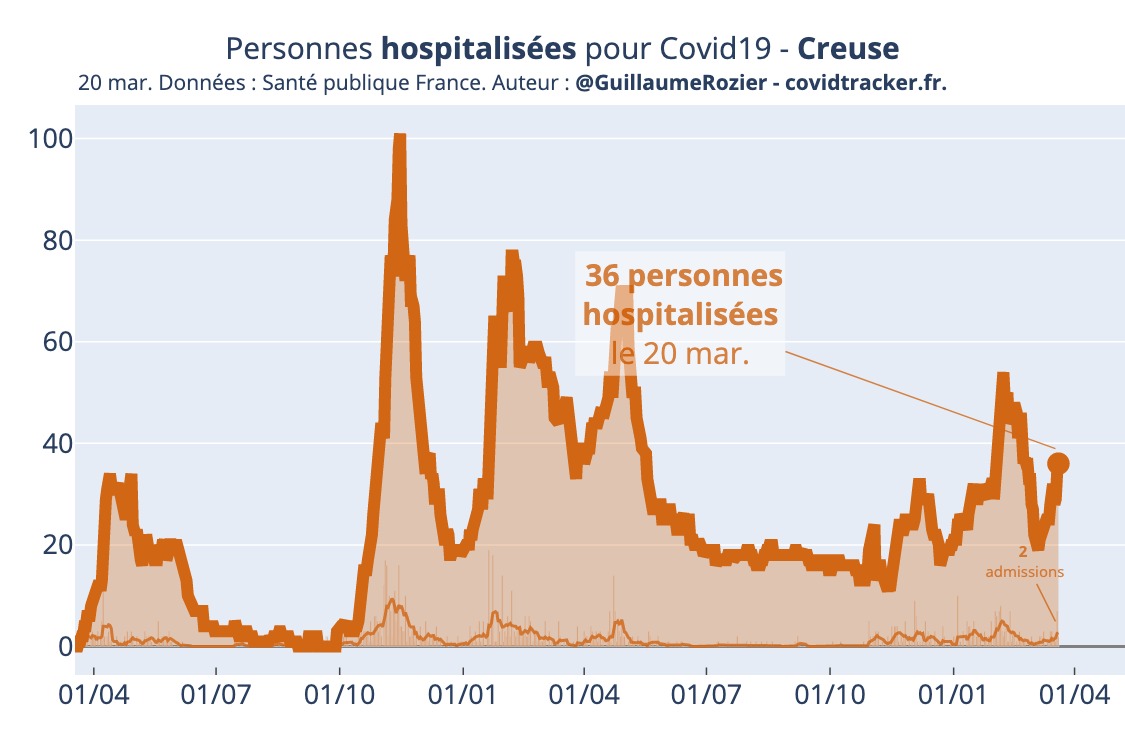 Personnes hospitalisées pour Covid19 - Creuse
20 mar. Données : Santé publique France. Auteur : @GuillaumeRozier - covidtracker.fr.
100
80
60
40
20
0
36 personnes
hospitalisées
le 20 mar.
2
admissions
01/04
01/07
01/10
01/01
01/04
01/07
01/10
01/01
01/04